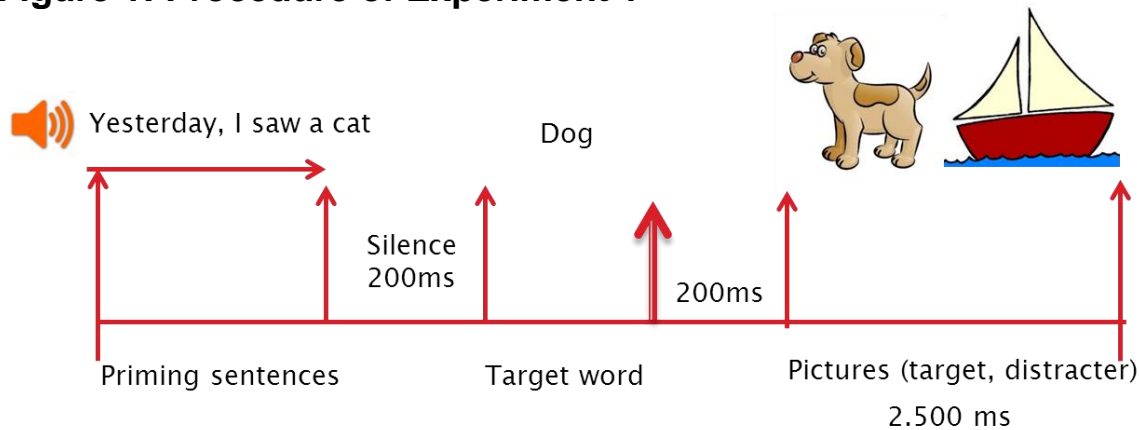 Yesterday, I saw a cat
Dog
Silence
200ms
200ms
Priming sentences
Target word
Pictures (target, distracter)
2.500 ms